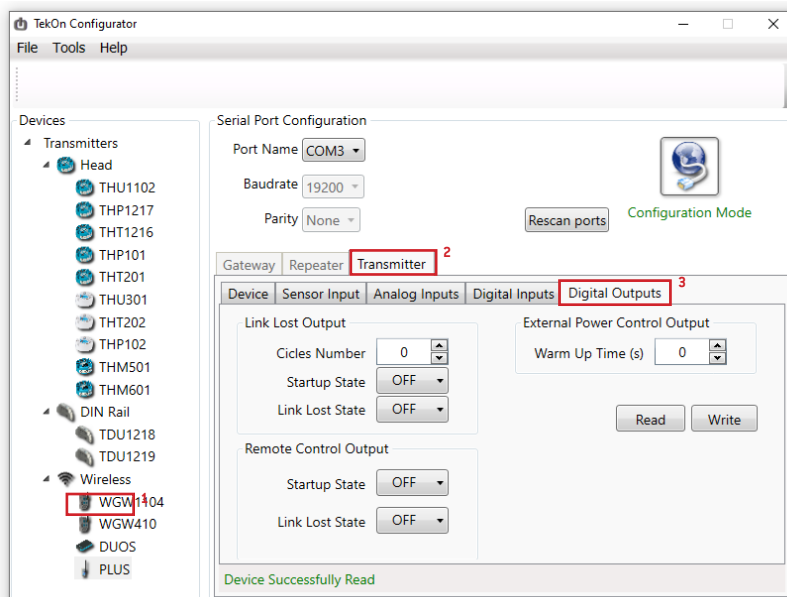 TekOn Configurator
File Tools Help
Devices
Transmitters
Head
THU1102
THP1217
THT1216
THP101
THT201
THU301
THT202
THP102
THM501
THM601
DIN Rail
TDU1218
TDU1219
Wireless
WGW1404
1
WGW410
DUOS
PLUS
Serial Port Configuration
Port Name COM3
Baudrate 19200
Parity None
Rescan ports
Configuration Mode
Gateway Repeater Transmitter 2
Device Sensor Input Analog Inputs Digital Inputs Digital Outputs 3
Link Lost Output
Cicles Number 0
Startup State OFF
Link Lost State OFF
Remote Control Output
Startup State OFF
Link Lost State OFF
External Power Control Output
Warm Up Time (s) 0
Read Write
Device Successfully Read